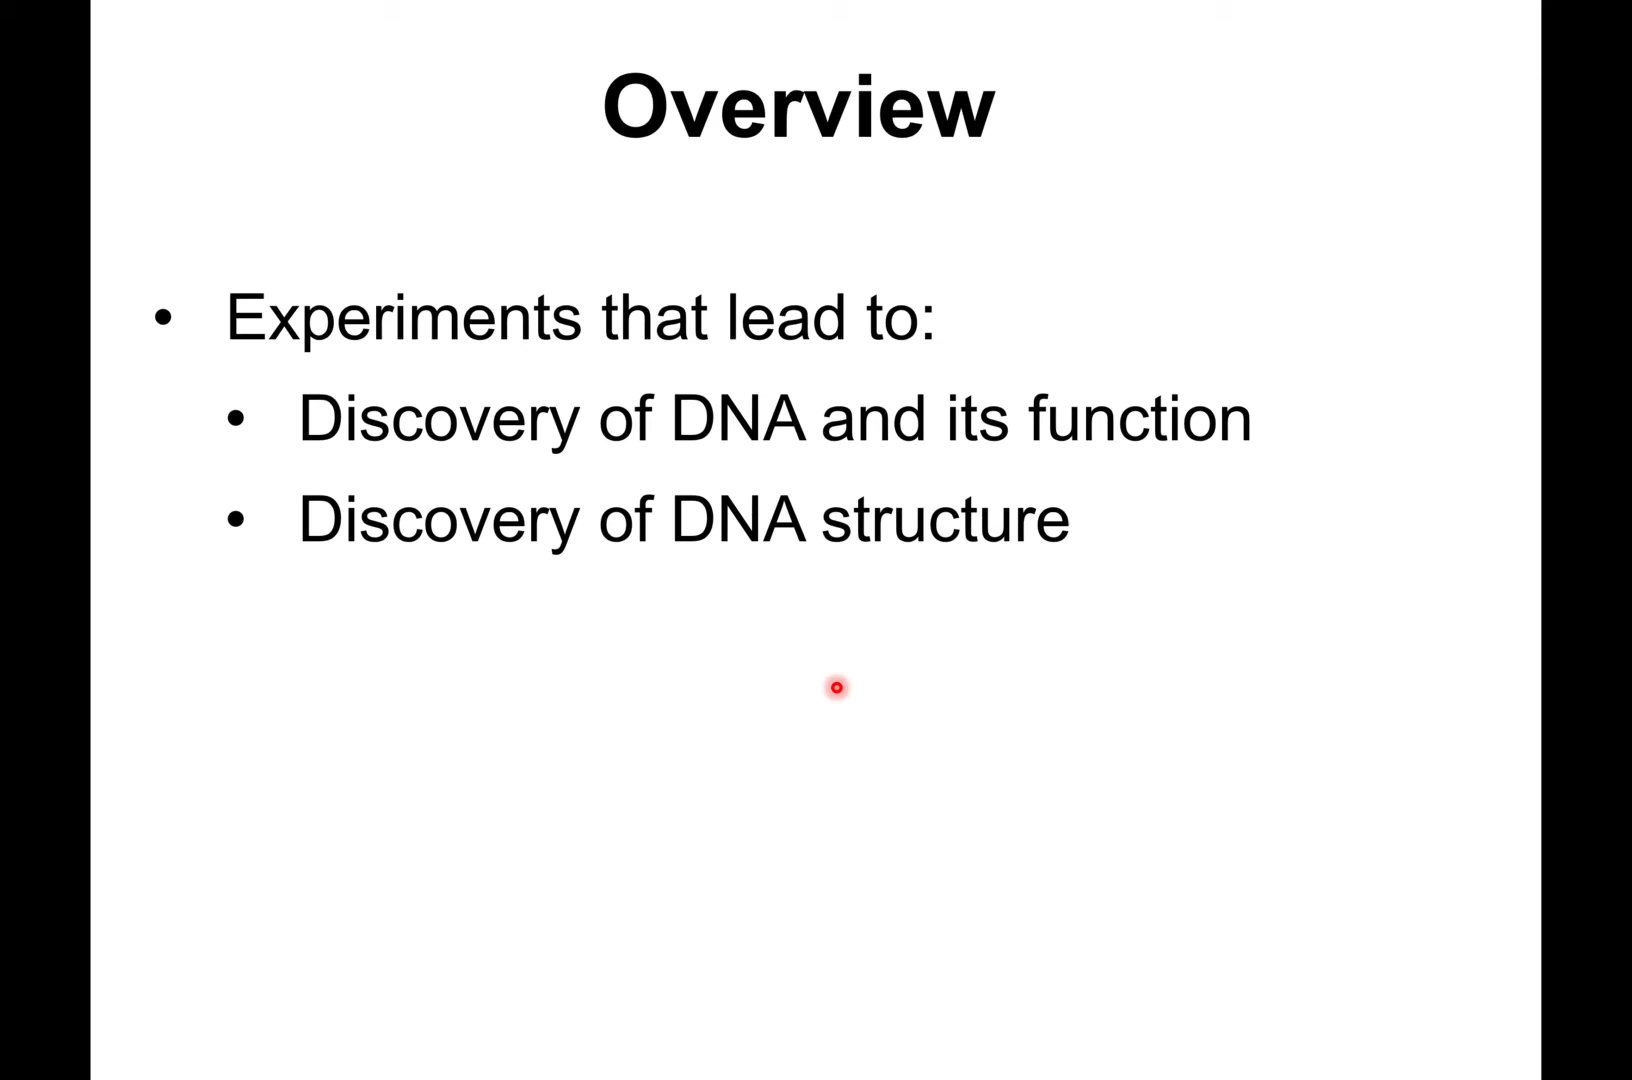 Overview
• Experiments that lead to:
• Discovery of DNA and its function
• Discovery of DNA structure